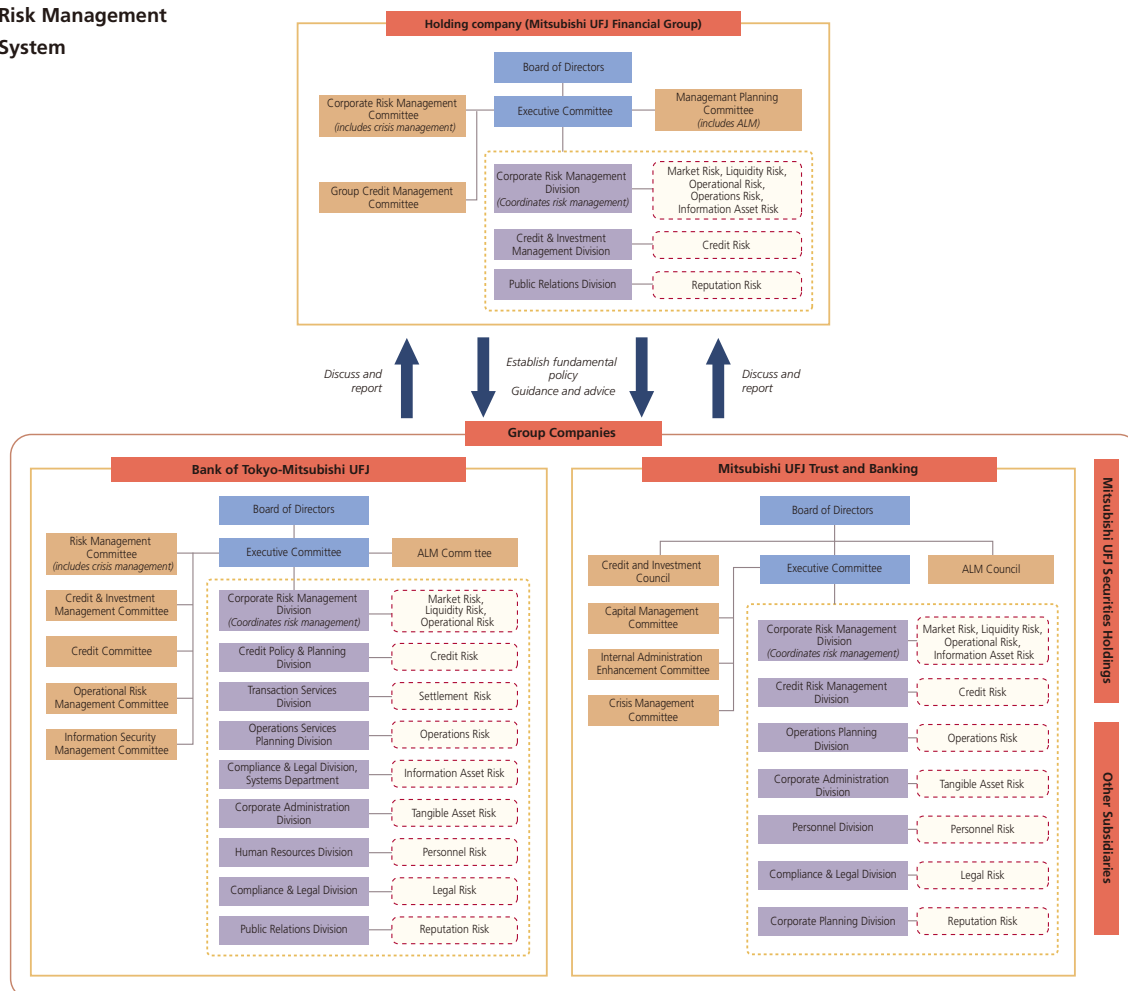 Risk Management
System
Holding company (Mitsubishi UFJ Financial Group)
Board of Directors
Corporate Risk Management
Committee
(includes crisis management)
Executive Committee
Managemant Planning
Committee
(includes ALM)
Group Credit Management
Committee
Corporate Risk Management
Division
(Coordinates risk management)
Market Risk, Liquidity Risk,
Operational Risk,
Operations Risk,
Information Asset Risk
Credit & Investment
Management Division
Credit Risk
Public Relations Division
Reputation Risk
Discuss and
report
Establish fundamental
policy
Guidance and advice
Discuss and
report
Group Companies
Bank of Tokyo-Mitsubishi UFJ
Board of Directors
Risk Management
Committee
(includes crisis management)
Executive Committee
ALM Comm ttee
Credit & Investment
Management Committee
Credit Committee
Operational Risk
Management Committee
Information Security
Management Committee
Corporate Risk Management
Division
(Coordinates risk management)
Market Risk,
Liquidity Risk,
Operational Risk
Credit Policy & Planning
Division
Credit Risk
Transaction Services
Division
Settlement Risk
Operations Services
Planning Division
Operations Risk
Compliance & Legal Division,
Systems Department
Information Asset Risk
Corporate Administration
Division
Tangible Asset Risk
Human Resources Division
Personnel Risk
Compliance & Legal Division
Legal Risk
Public Relations Division
Reputation Risk
Mitsubishi UFJ Trust and Banking
Board of Directors
Credit and Investment
Council
Executive Committee
ALM Council
Capital Management
Committee
Internal Administration
Enhancement Committee
Crisis Management
Committee
Corporate Risk Management
Division
(Coordinates risk management)
Market Risk, Liquidity Risk,
Operational Risk,
Information Asset Risk
Credit Risk Management
Division
Credit Risk
Operations Planning
Division
Operations Risk
Corporate Administration
Division
Tangible Asset Risk
Personnel Division
Personnel Risk
Compliance & Legal Division
Legal Risk
Corporate Planning Division
Reputation Risk
Mitsubishi UFJ Securities Holdings
Other Subsidiaries